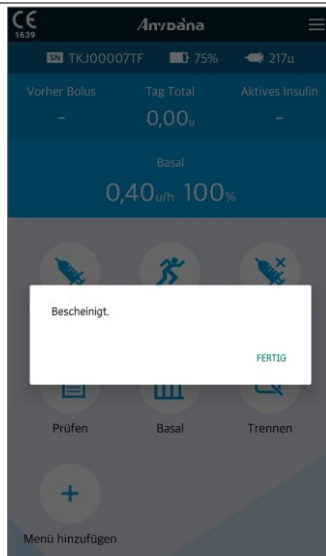 CE
1639
Anydana
SN TKJ00007TF 75% 217u
Vorher Bolus Tag Total Aktives Insulin
- 0,00u -
Basal
0,40u/h 100%
Bescheinigt.
FERTIG
Prüfen Basal Trennen
Menü hinzufügen